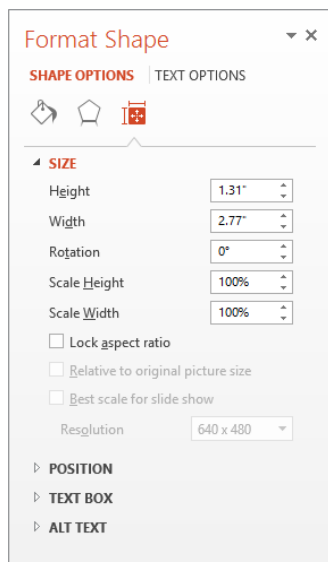 Format Shape
SHAPE OPTIONS TEXT OPTIONS
SIZE
Height 1.31"
Width 2.77"
Rotation 0°
Scale Height 100%
Scale Width 100%
Lock aspect ratio
Relative to original picture size
Best scale for slide show
Resolution 640 x 480
POSITION
TEXT BOX
ALT TEXT